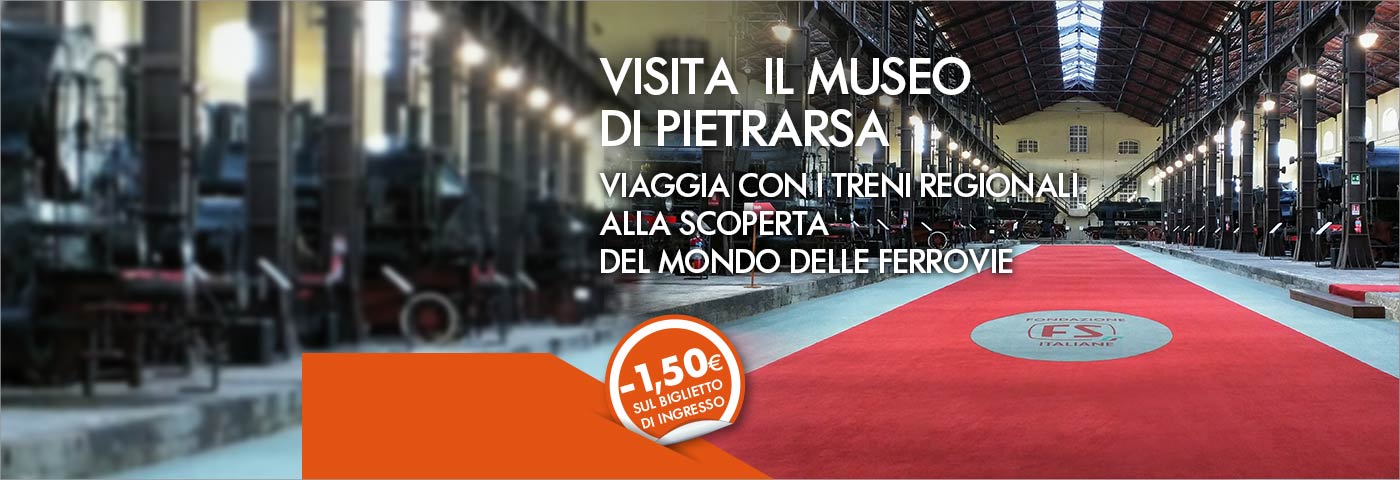 VISITA IL MUSEO
DI PIETRARSA
VIAGGIA CON I TRENI REGIONALI
ALLA SCOPERTA
DEL MONDO DELLE FERROVIE
-1,50€
SUL BIGLIETTO
DI INGRESSO
FONDAZIONE
FS
ITALIANE